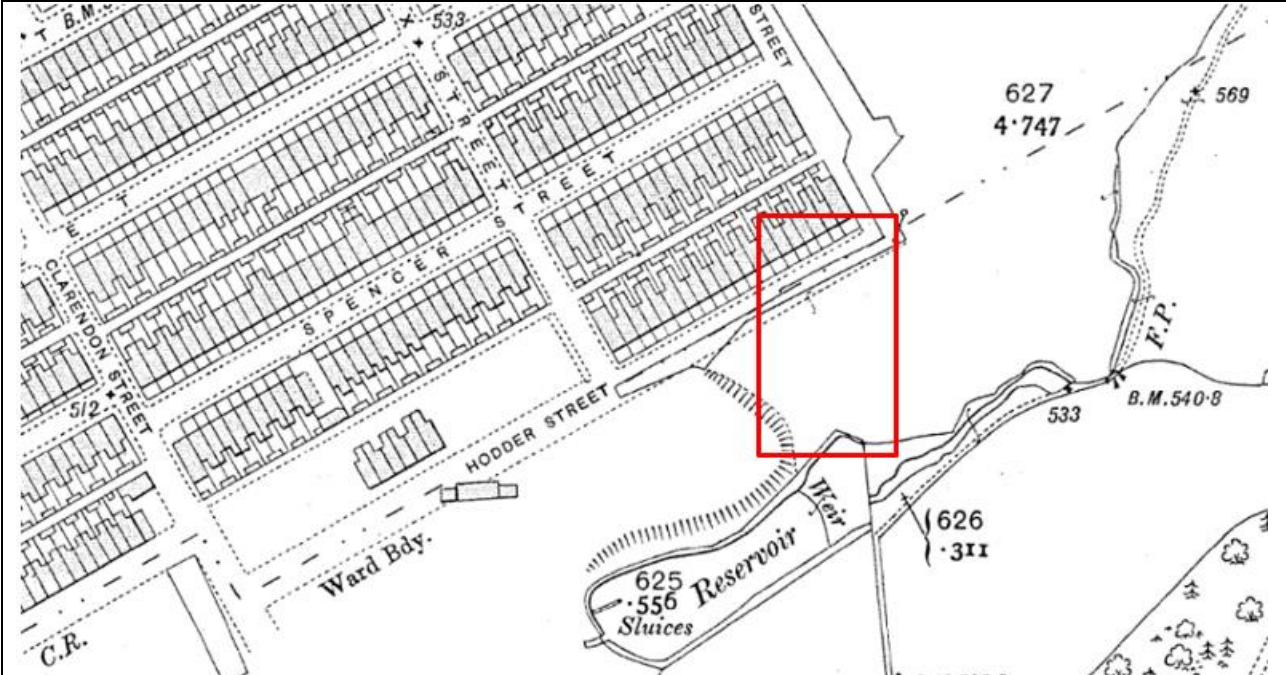 B.M.
533
STREET
STREET
627
4·747
569
SPENCER STREET
CLARENDON STREET
512
F.P.
B.M. 540·8
533
HODDER STREET
Weir
626
·311
Reservoir
625
·556
Sluices
Ward Bdy.
C.R.